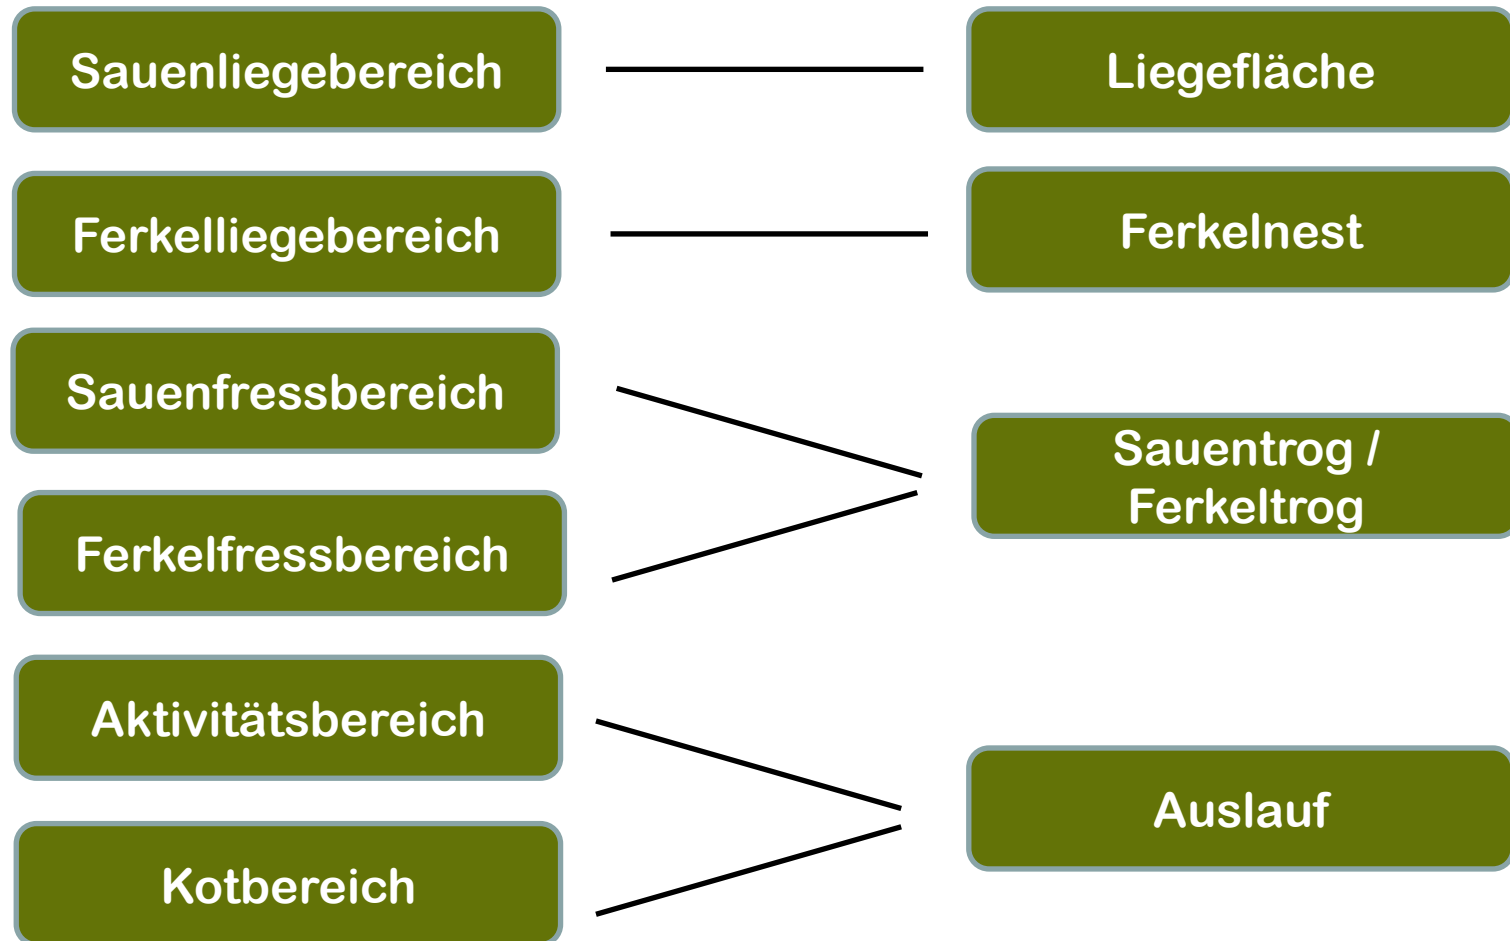 Sauenliegebereich
Liegefläche
Ferkelliegebereich
Ferkelnest
Sauenfressbereich
Sauentrog /
Ferkeltrog
Ferkelfressbereich
Aktivitätsbereich
Auslauf
Kotbereich